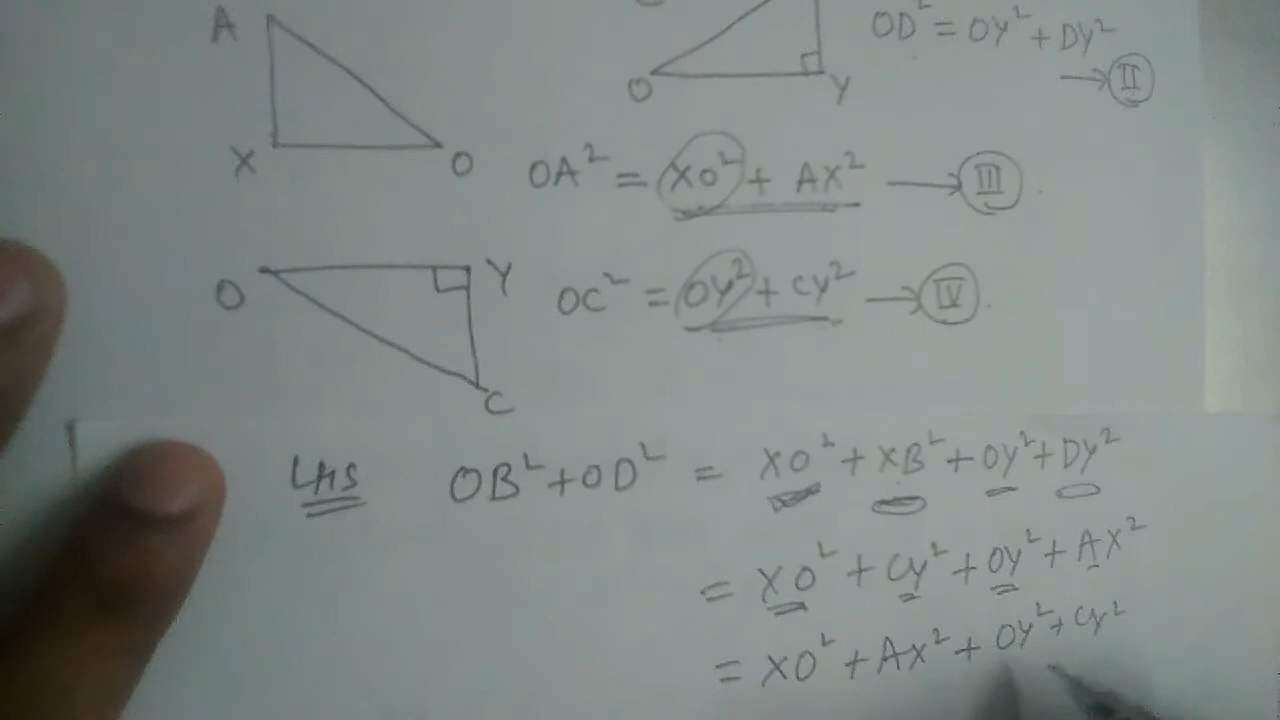 A
OD² = OY² + DY²
O Y → II
X O OA² = XO² + AX² → III
O Y OC² = OY² + CY² → IV
C
LHS OB² + OD² = XO² + XB² + OY² + DY²
= XO² + CY² + OY² + AX²
= XO² + AX² + OY² + CY²